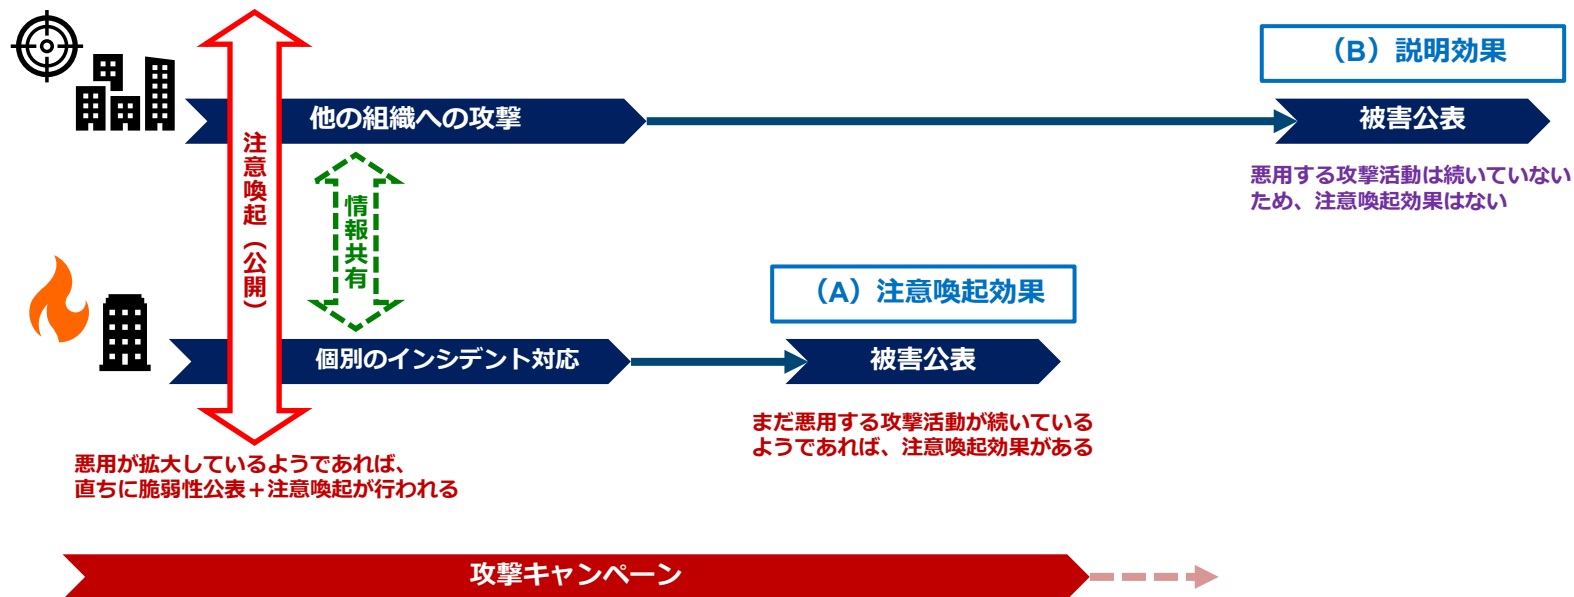 （B）説明効果
他の組織への攻撃
被害公表
注意喚起（公開）
悪用する攻撃活動は続いていない
ため、注意喚起効果はない
情報共有
（A）注意喚起効果
個別のインシデント対応
被害公表
まだ悪用する攻撃活動が続いている
ようであれば、注意喚起効果がある
悪用が拡大しているようであれば、
直ちに脆弱性公表＋注意喚起が行われる
攻撃キャンペーン